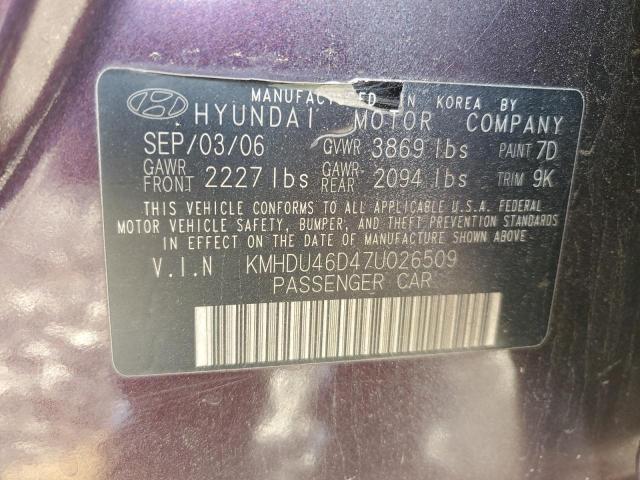 MANUFACTURED IN KOREA BY
HYUNDAI MOTOR COMPANY
SEP/03/06 GVWR 3869 lbs PAINT 7D
GAWR FRONT 2227 lbs GAWR REAR 2094 lbs TRIM 9K
THIS VEHICLE CONFORMS TO ALL APPLICABLE U.S.A. FEDERAL
MOTOR VEHICLE SAFETY, BUMPER, AND THEFT PREVENTION STANDARDS
IN EFFECT ON THE DATE OF MANUFACTURE SHOWN ABOVE.
V.I.N KMHDU46D47U026509
PASSENGER CAR